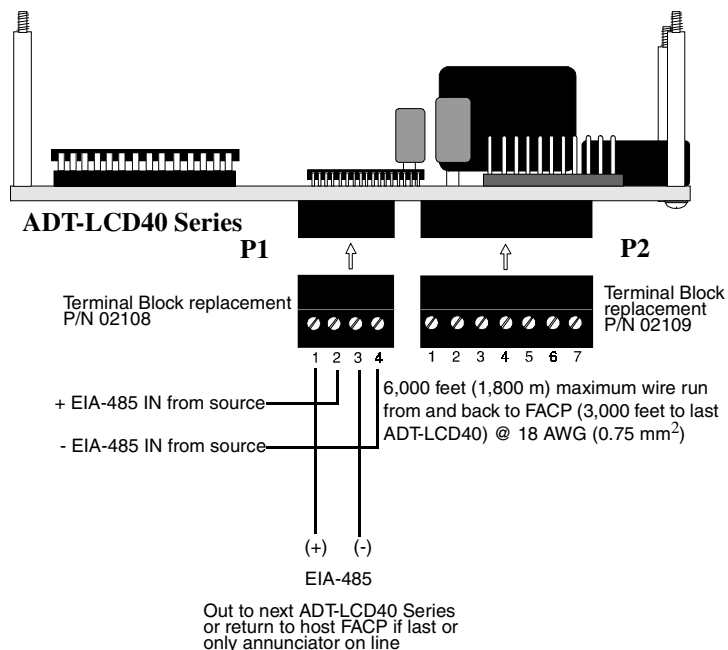 ADT-LCD40 Series
P1
P2
Terminal Block replacement
P/N 02108
Terminal Block
replacement
P/N 02109
1 2 3 4
1 2 3 4 5 6 7
+ EIA-485 IN from source
- EIA-485 IN from source
6,000 feet (1,800 m) maximum wire run
from and back to FACP (3,000 feet to last
ADT-LCD40) @ 18 AWG (0.75 mm²)
(+) (-)
EIA-485
Out to next ADT-LCD40 Series
or return to host FACP if last or
only annunciator on line